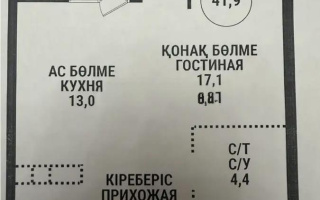 41,9
ҚОНАҚ БӨЛМЕ
ГОСТИНАЯ
17,1
АС БӨЛМЕ
КУХНЯ
13,0
С/Т
С/У
4,4
КІРЕБЕРІС
ПРИХОЖАЯ